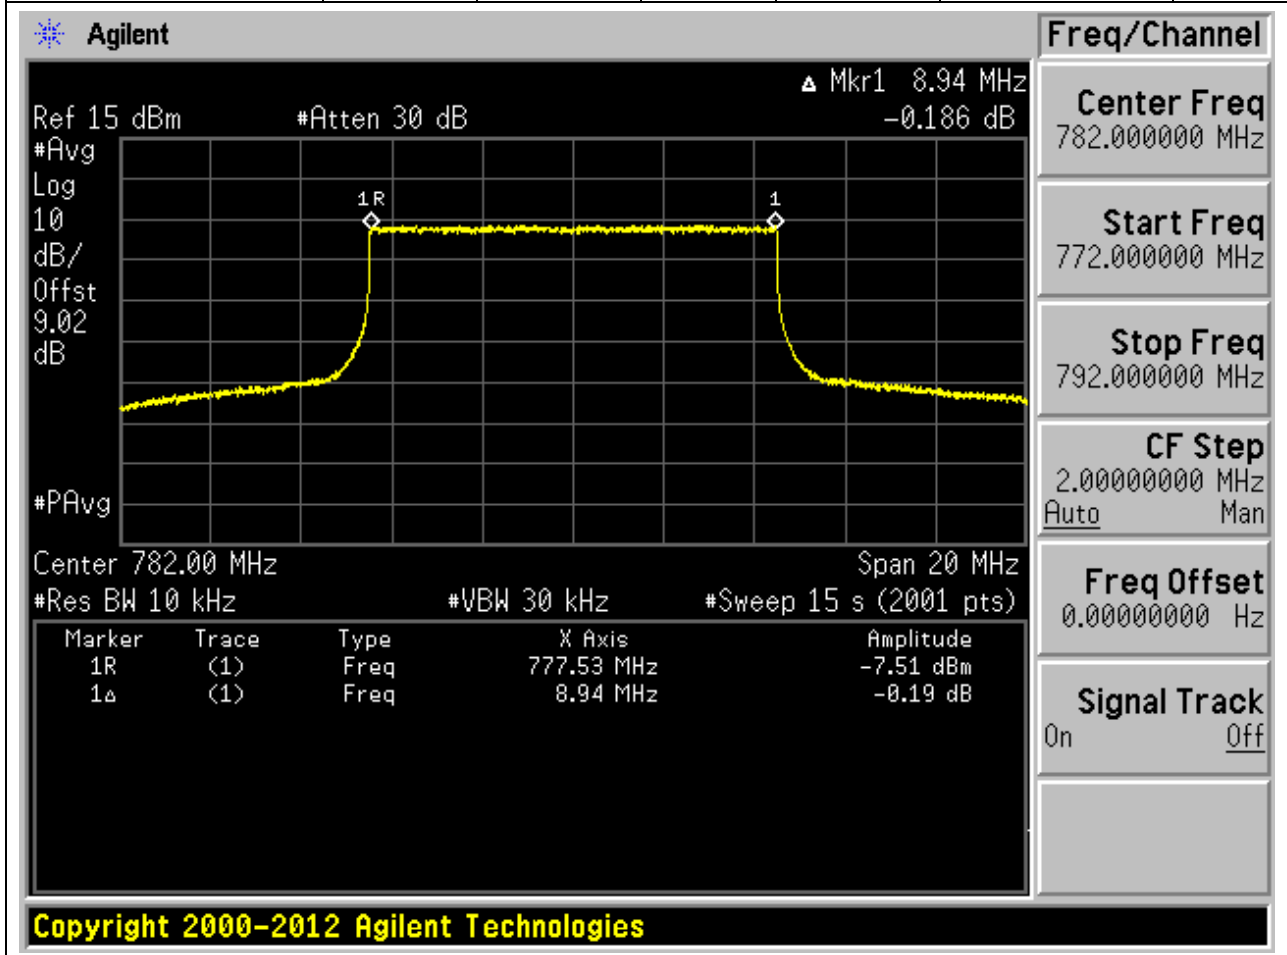 Agilent
Freq/Channel
Δ Mkr1 8.94 MHz
Ref 15 dBm #Atten 30 dB -0.186 dB
#Avg
Log
10
dB/
Offst
9.02
dB
1R 1
#PAvg
Center 782.00 MHz Span 20 MHz
#Res BW 10 kHz #VBW 30 kHz #Sweep 15 s (2001 pts)
Marker Trace Type X Axis Amplitude
1R (1) Freq 777.53 MHz -7.51 dBm
1Δ (1) Freq 8.94 MHz -0.19 dB
Center Freq
782.000000 MHz
Start Freq
772.000000 MHz
Stop Freq
792.000000 MHz
CF Step
2.00000000 MHz
Auto Man
Freq Offset
0.00000000 Hz
Signal Track
On Off
Copyright 2000-2012 Agilent Technologies